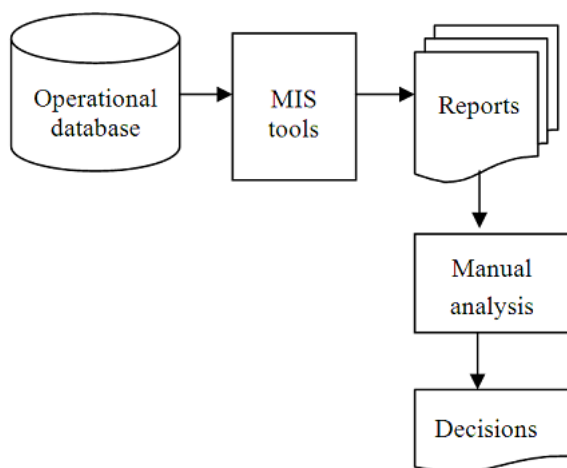 Operational
database
MIS
tools
Reports
Manual
analysis
Decisions